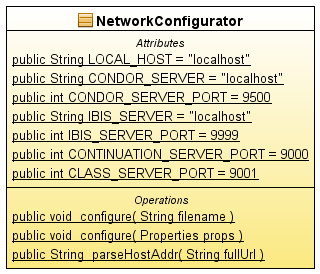 NetworkConfigurator
Attributes
public String LOCAL_HOST = "localhost"
public String CONDOR_SERVER = "localhost"
public int CONDOR_SERVER_PORT = 9500
public String IBIS_SERVER = "localhost"
public int IBIS_SERVER_PORT = 9999
public int CONTINUATION_SERVER_PORT = 9000
public int CLASS_SERVER_PORT = 9001
Operations
public void configure( String filename )
public void configure( Properties props )
public String parseHostAddr( String fullUrl )